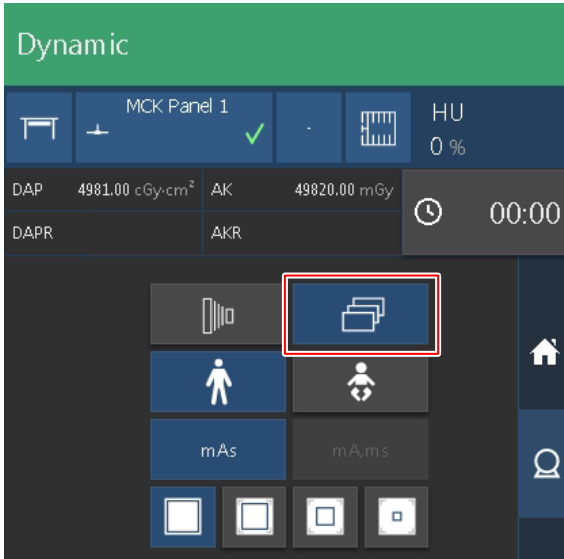 Dynamic
MCK Panel 1
-
HU
0 %
DAP 4981.00 cGy·cm² AK 49820.00 mGy
00:00
DAPR AKR
mAs mA,ms